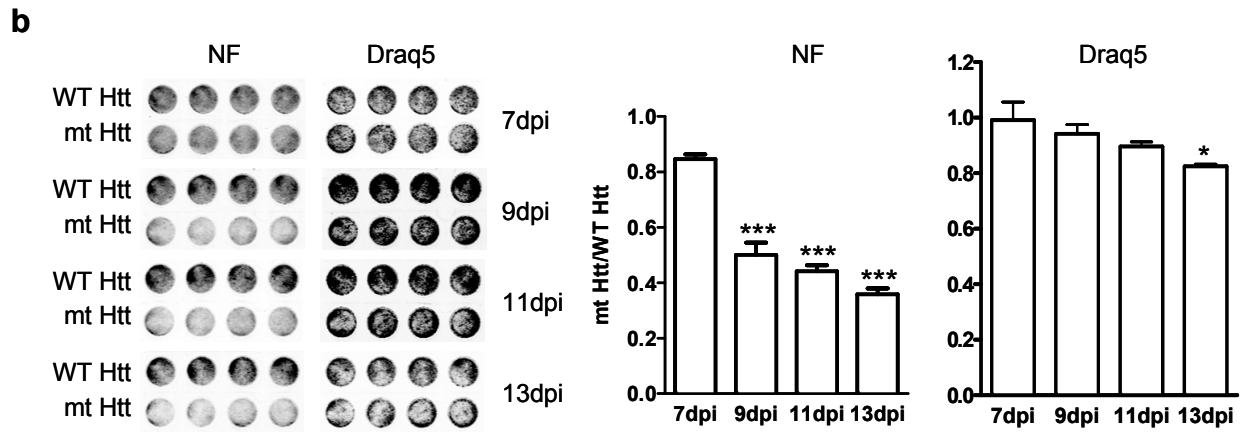 b
NF Draq5
WT Htt
mt Htt
7dpi
WT Htt
mt Htt
9dpi
WT Htt
mt Htt
11dpi
WT Htt
mt Htt
13dpi
NF
mt Htt/WT Htt
1.0
0.8
0.6
0.4
0.2
0.0
***
***
***
7dpi 9dpi 11dpi 13dpi
Draq5
1.2
1.0
0.8
0.6
0.4
0.2
0.0
*
7dpi 9dpi 11dpi 13dpi